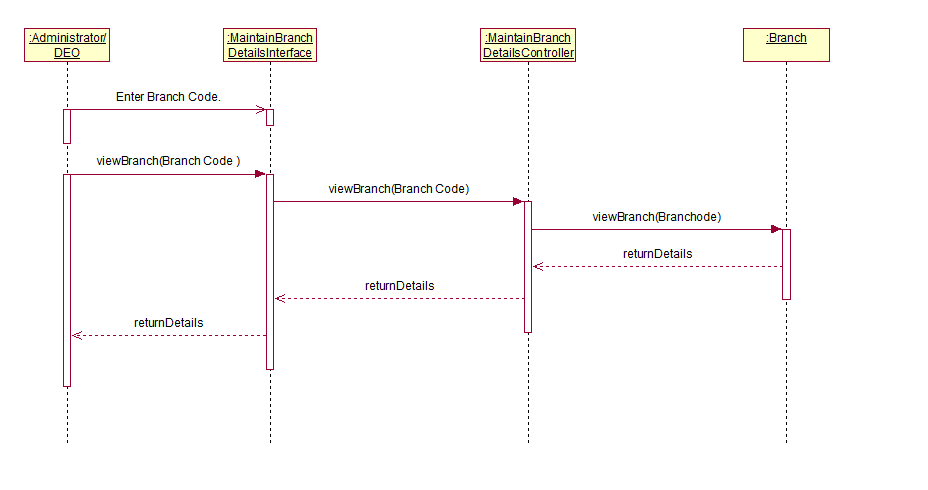 :Administrator/
DEO
:MaintainBranch
DetailsInterface
:MaintainBranch
DetailsController
:Branch
Enter Branch Code.
viewBranch(Branch Code )
viewBranch(Branch Code)
viewBranch(Branchode)
returnDetails
returnDetails
returnDetails